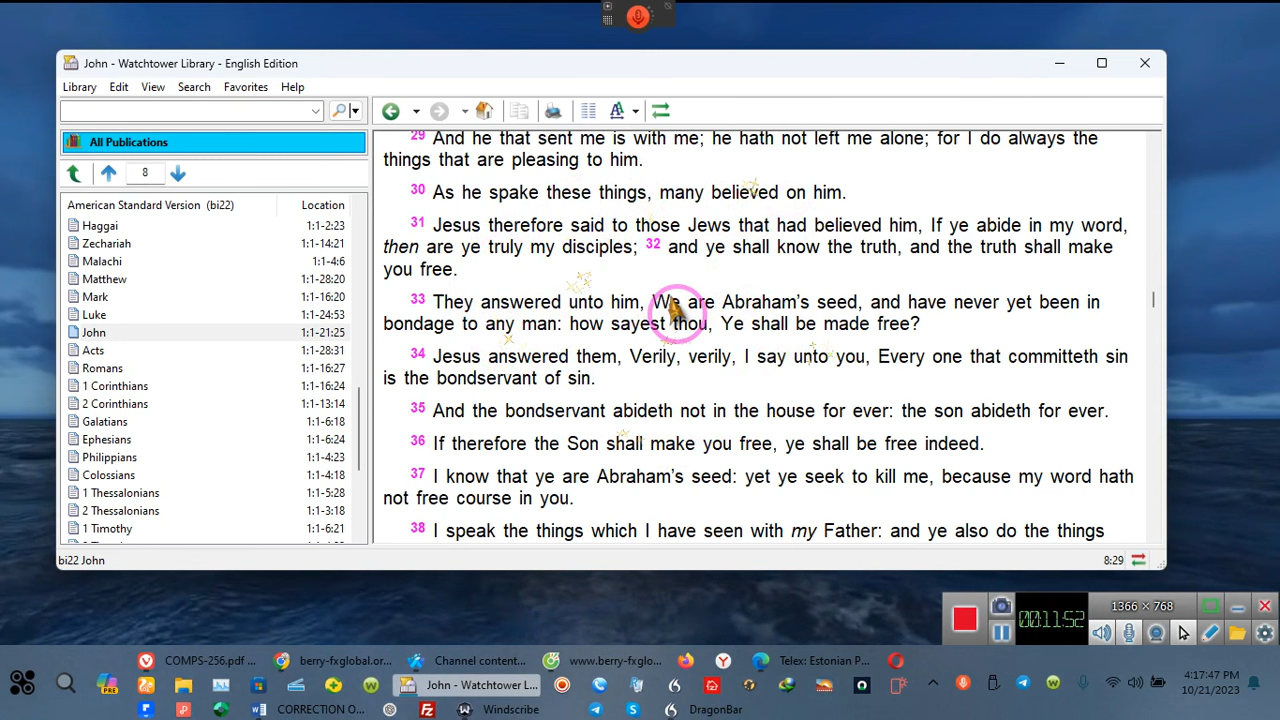 John - Watchtower Library - English Edition
Library Edit View Search Favorites Help
All Publications
8
American Standard Version (bi22) Location
Haggai 1:1-2:23
Zechariah 1:1-14:21
Malachi 1:1-4:6
Matthew 1:1-28:20
Mark 1:1-16:20
Luke 1:1-24:53
John 1:1-21:25
Acts 1:1-28:31
Romans 1:1-16:27
1 Corinthians 1:1-16:24
2 Corinthians 1:1-13:14
Galatians 1:1-6:18
Ephesians 1:1-6:24
Philippians 1:1-4:23
Colossians 1:1-4:18
1 Thessalonians 1:1-5:28
2 Thessalonians 1:1-3:18
1 Timothy 1:1-6:21
29 And he that sent me is with me; he hath not left me alone; for I do always the
things that are pleasing to him.
30 As he spake these things, many believed on him.
31 Jesus therefore said to those Jews that had believed him, If ye abide in my word,
then are ye truly my disciples; 32 and ye shall know the truth, and the truth shall make
you free.
33 They answered unto him, We are Abraham's seed, and have never yet been in
bondage to any man: how sayest thou, Ye shall be made free?
34 Jesus answered them, Verily, verily, I say unto you, Every one that committeth sin
is the bondservant of sin.
35 And the bondservant abideth not in the house for ever: the son abideth for ever.
36 If therefore the Son shall make you free, ye shall be free indeed.
37 I know that ye are Abraham's seed: yet ye seek to kill me, because my word hath
not free course in you.
38 I speak the things which I have seen with my Father: and ye also do the things
bi22 John 8:29
00:11:52 1366 x 768
COMPS-256.pdf ... berry-fxglobal.or... Channel content... www.berry-fxglo... Telex: Estonian P...
PRE
John - Watchtower L...
4:17:47 PM
10/21/2023
CORRECTION O... Windscribe DragonBar